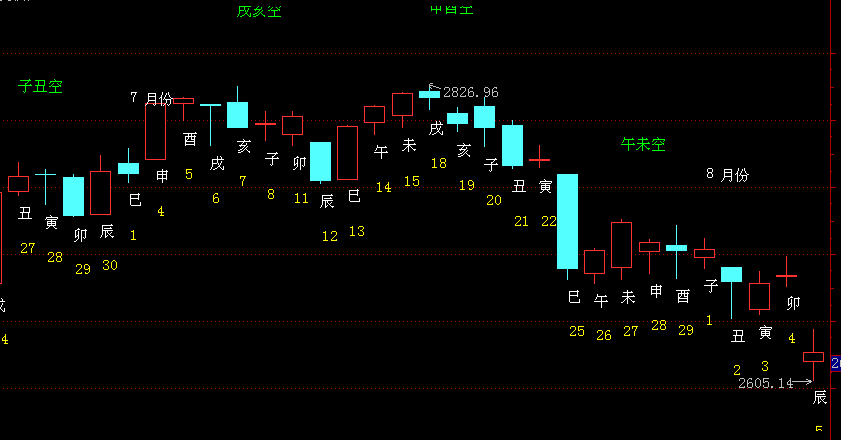 戌亥空
申酉空
子丑空
7 月份
2826.96
午未空
8 月份
丑
27
寅
28
卯
29
辰
30
巳
1
申
4
酉
5
戌
6
亥
7
子
8
卯
11
辰
12
巳
13
午
14
未
15
戌
18
亥
19
子
20
丑
21
寅
22
巳
25
午
26
未
27
申
28
酉
29
子
1
丑
2
寅
3
卯
4
2605.14
辰
5
4